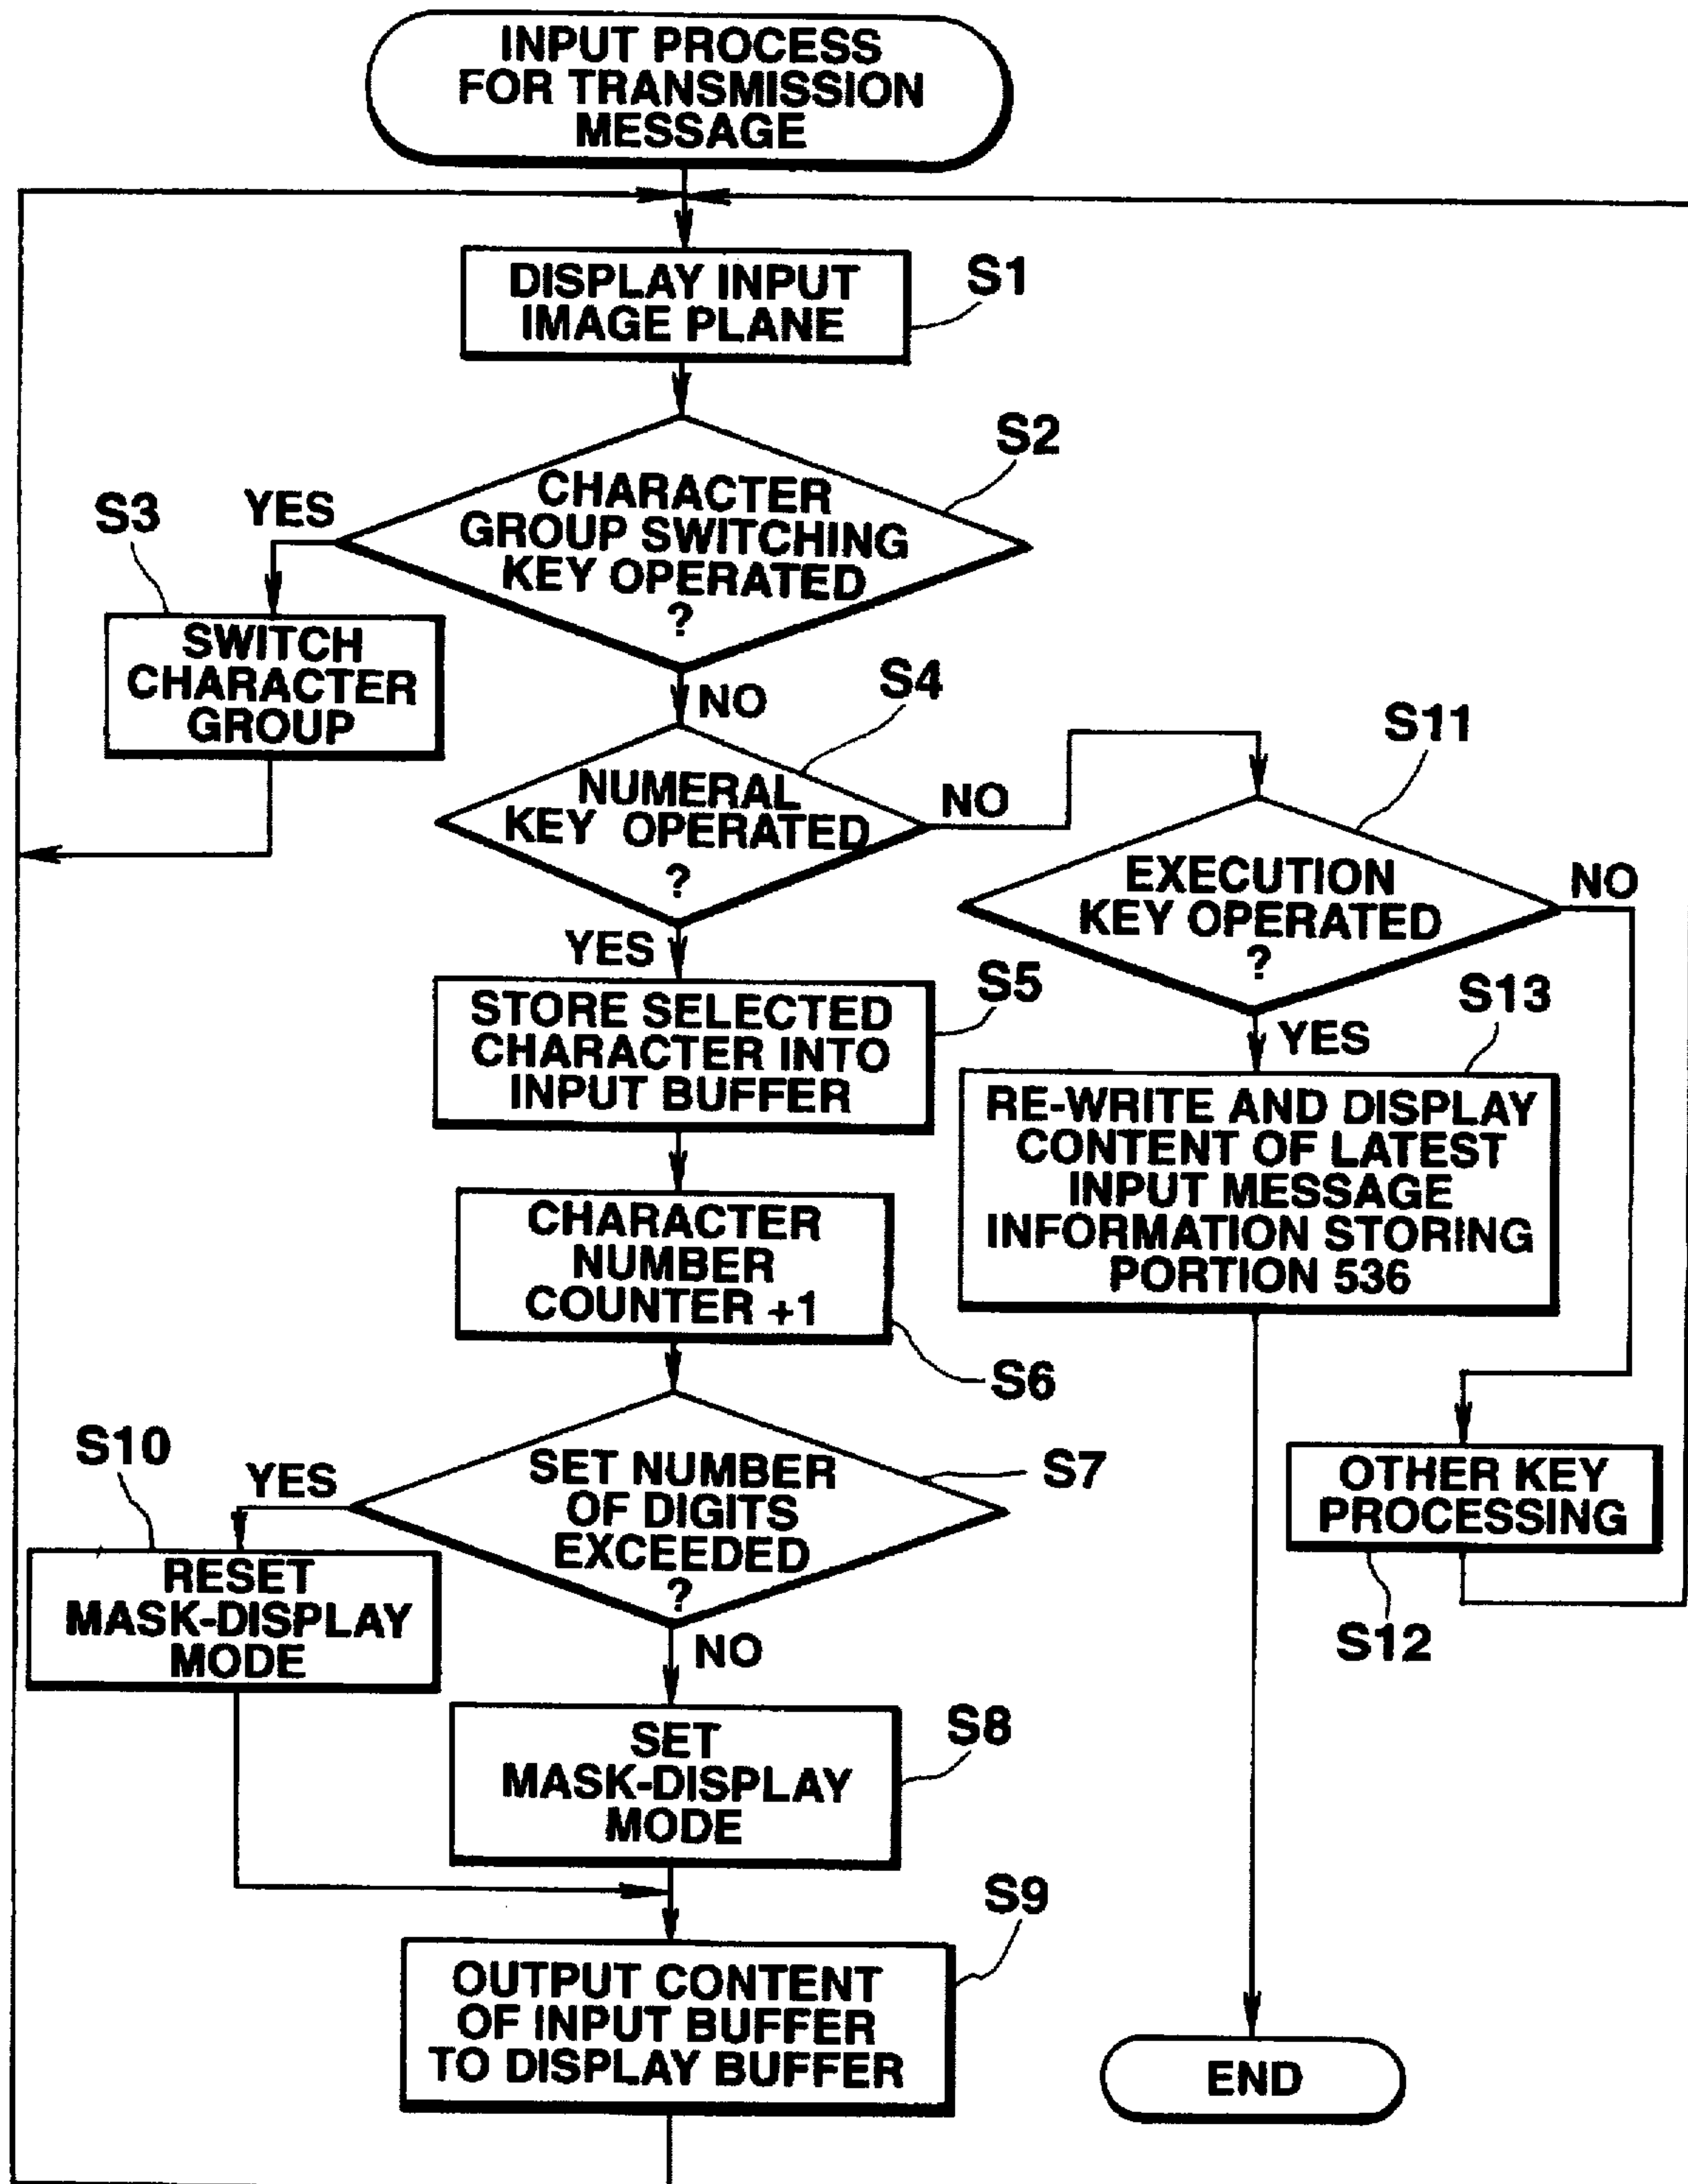 INPUT PROCESS
FOR TRANSMISSION
MESSAGE
DISPLAY INPUT
IMAGE PLANE
S1
CHARACTER
GROUP SWITCHING
KEY OPERATED
?
S2
YES
S3
SWITCH
CHARACTER
GROUP
NO
S4
NUMERAL
KEY OPERATED
?
NO
S11
EXECUTION
KEY OPERATED
?
NO
YES
S5
STORE SELECTED
CHARACTER INTO
INPUT BUFFER
YES
S13
RE-WRITE AND DISPLAY
CONTENT OF LATEST
INPUT MESSAGE
INFORMATION STORING
PORTION 536
CHARACTER
NUMBER
COUNTER +1
S6
S10
YES
SET NUMBER
OF DIGITS
EXCEEDED
?
S7
OTHER KEY
PROCESSING
S12
RESET
MASK-DISPLAY
MODE
NO
SET
MASK-DISPLAY
MODE
S8
S9
OUTPUT CONTENT
OF INPUT BUFFER
TO DISPLAY BUFFER
END